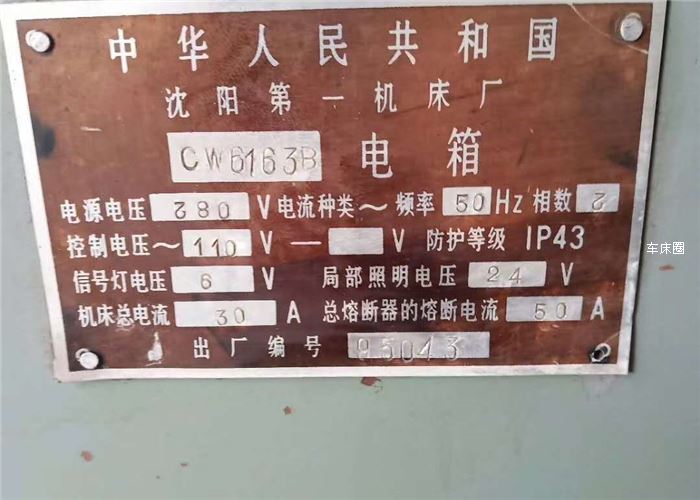 中华人民共和国
沈阳第一机床厂
CW6163B 电箱
电源电压 380 V 电流种类～ 频率 50 Hz 相数 3
控制电压～ 110 V — V 防护等级 IP43
信号灯电压 6 V 局部照明电压 24 V
机床总电流 30 A 总熔断器的熔断电流 50 A
出厂编号 95043
车床圈